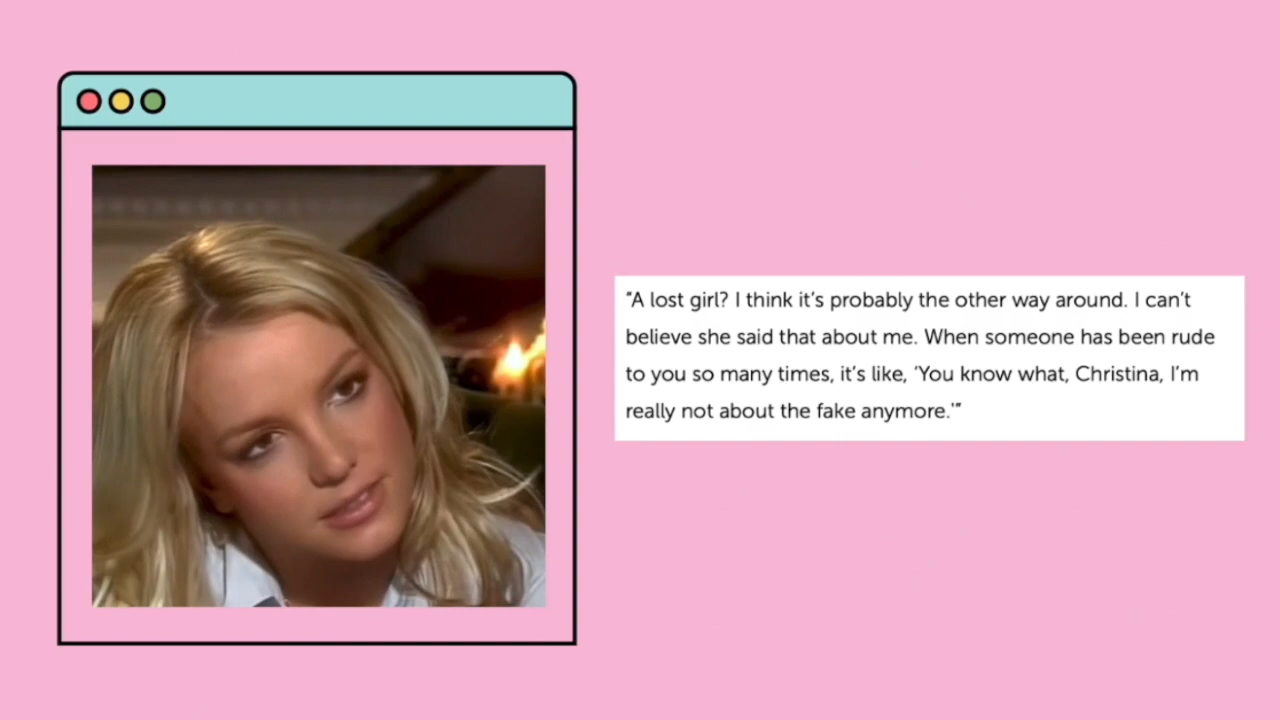 "A lost girl? I think it's probably the other way around. I can't
believe she said that about me. When someone has been rude
to you so many times, it's like, 'You know what, Christina, I'm
really not about the fake anymore.'"